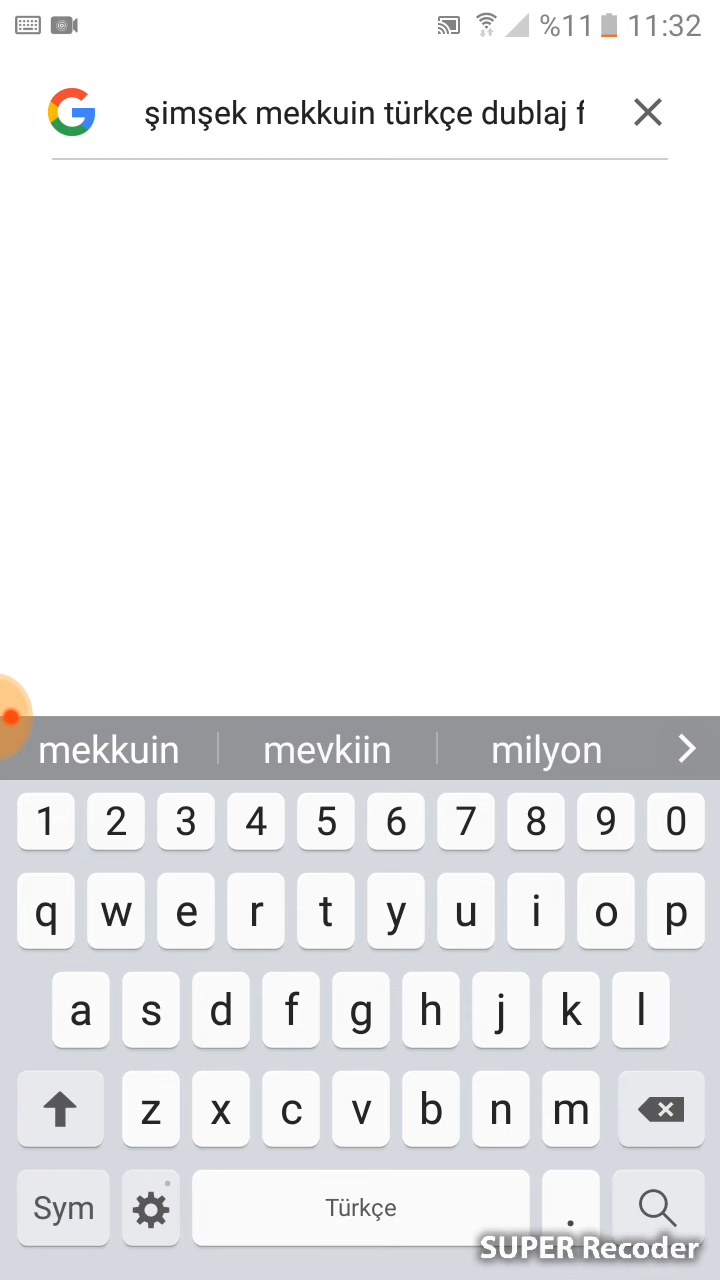 %11 11:32
şimşek mekkuin türkçe dublaj f
mekkuin mevkiin milyon
1 2 3 4 5 6 7 8 9 0
q w e r t y u i o p
a s d f g h j k l
z x c v b n m
Sym Türkçe .
SUPER Recoder